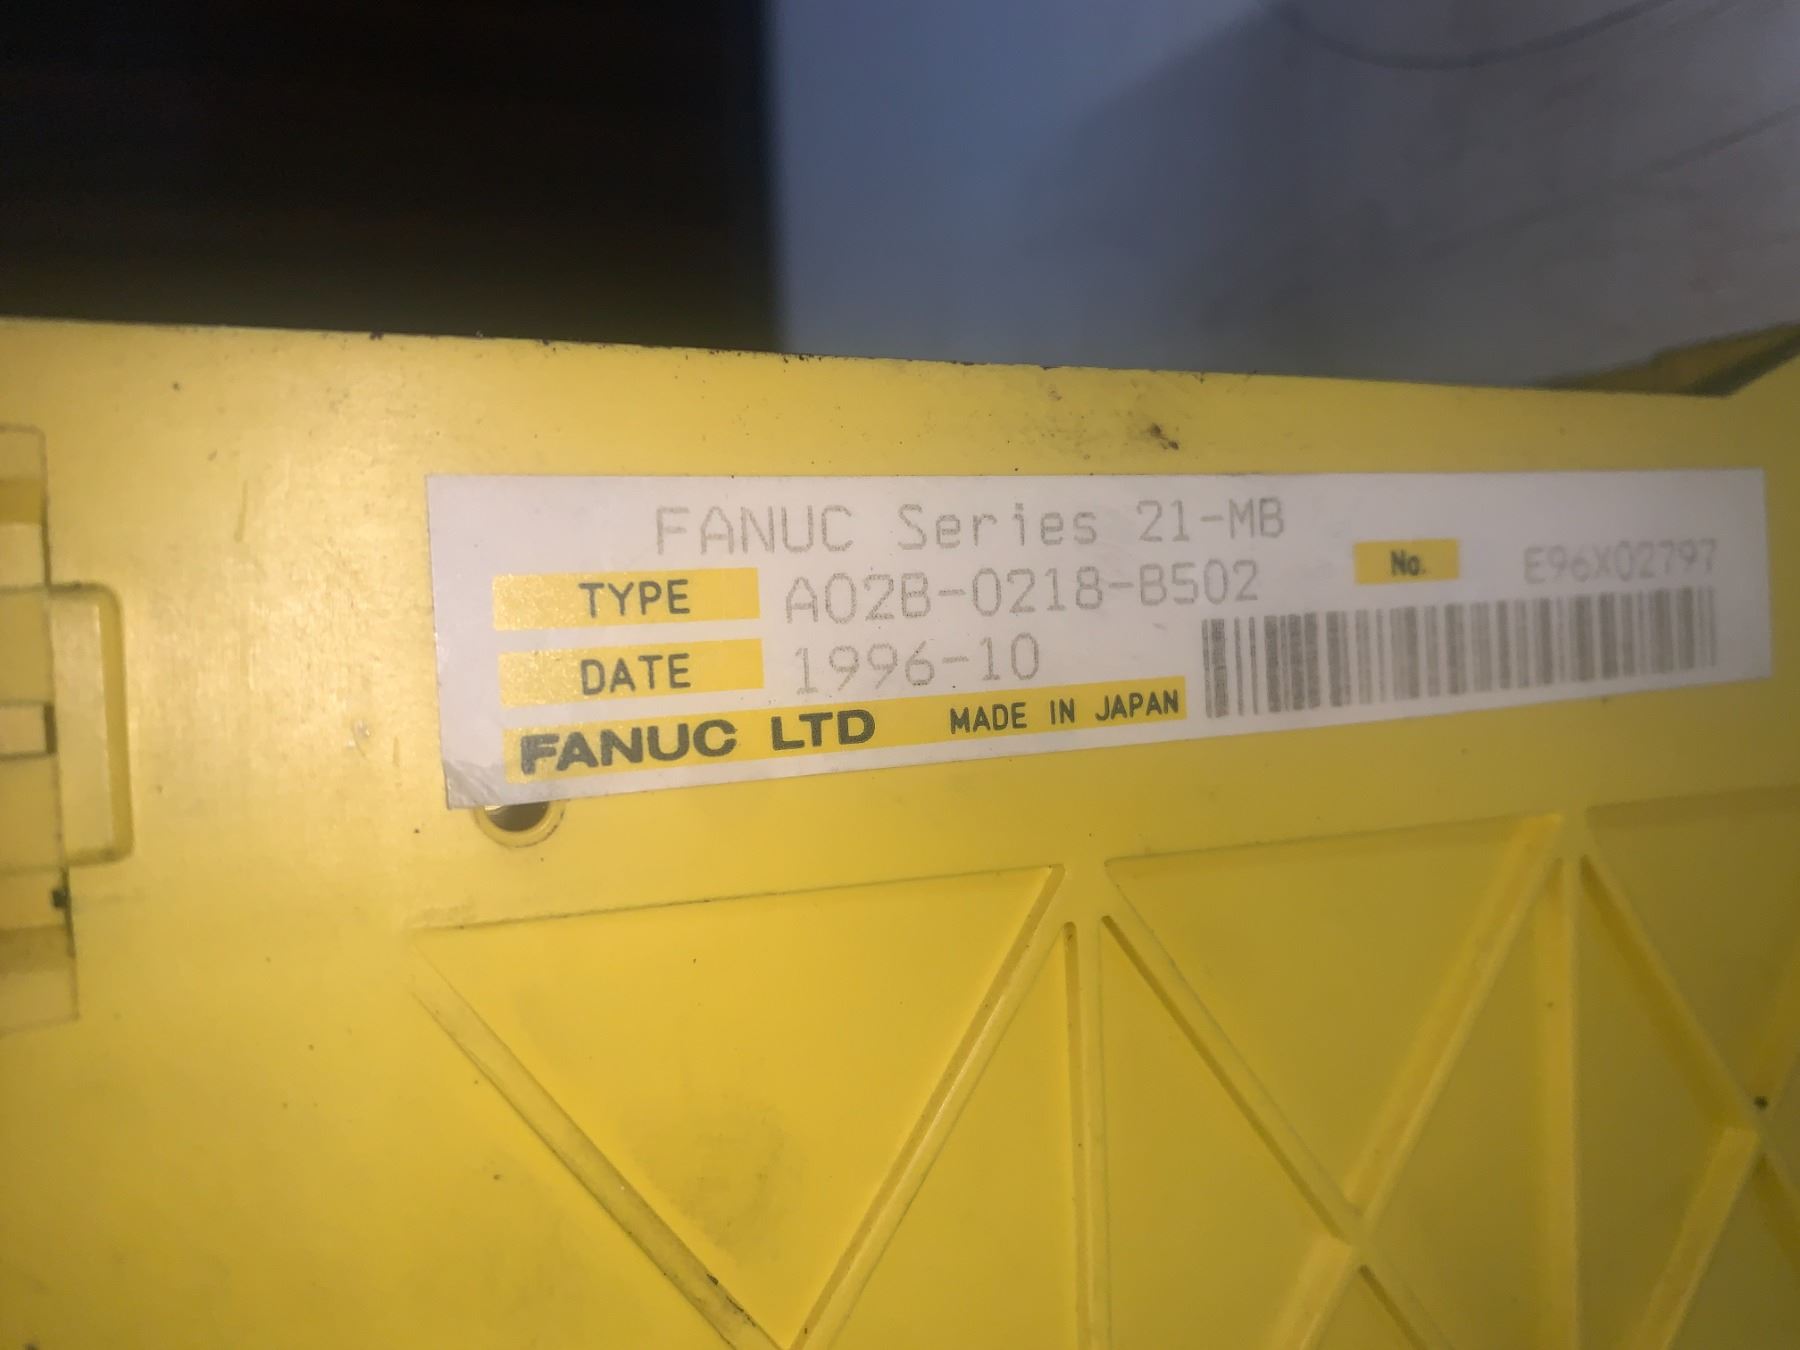 FANUC Series 21-MB
TYPE A02B-0218-B502 No. E96X02797
DATE 1996-10
FANUC LTD MADE IN JAPAN